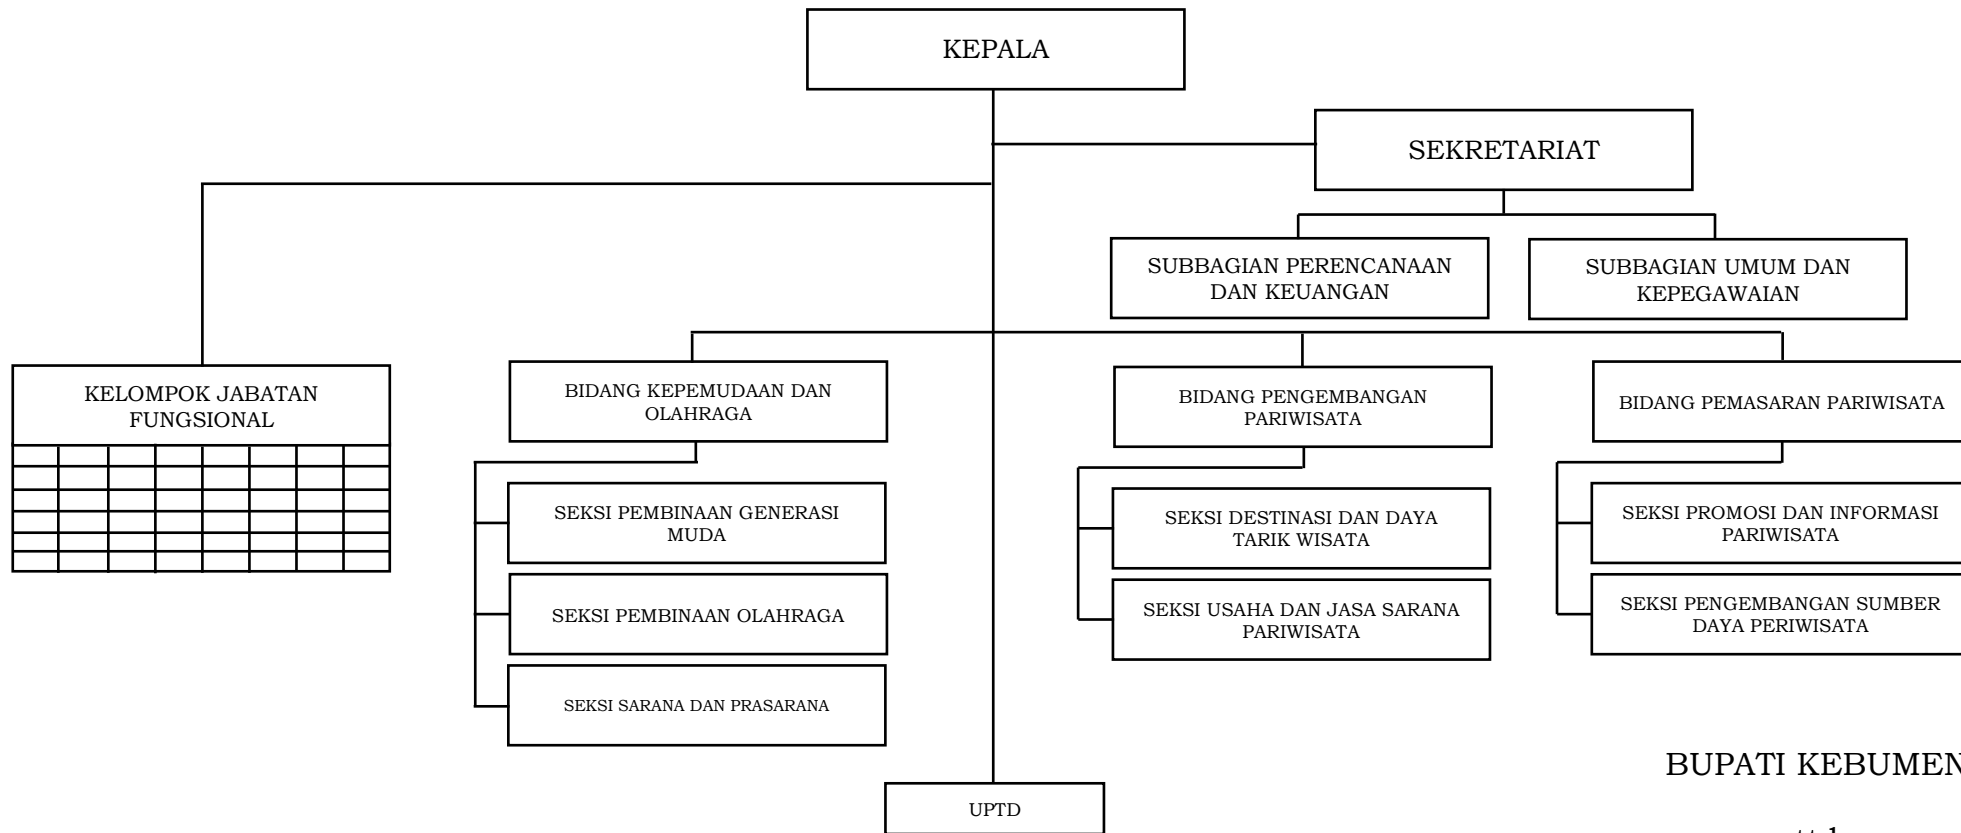 KEPALA
SEKRETARIAT
SUBBAGIAN PERENCANAAN
DAN KEUANGAN
SUBBAGIAN UMUM DAN
KEPEGAWAIAN
KELOMPOK JABATAN
FUNGSIONAL
BIDANG KEPEMUDAAN DAN
OLAHRAGA
BIDANG PENGEMBANGAN
PARIWISATA
BIDANG PEMASARAN PARIWISATA
SEKSI PEMBINAAN GENERASI
MUDA
SEKSI PEMBINAAN OLAHRAGA
SEKSI SARANA DAN PRASARANA
SEKSI DESTINASI DAN DAYA
TARIK WISATA
SEKSI USAHA DAN JASA SARANA
PARIWISATA
SEKSI PROMOSI DAN INFORMASI
PARIWISATA
SEKSI PENGEMBANGAN SUMBER
DAYA PERIWISATA
UPTD
BUPATI KEBUMEN